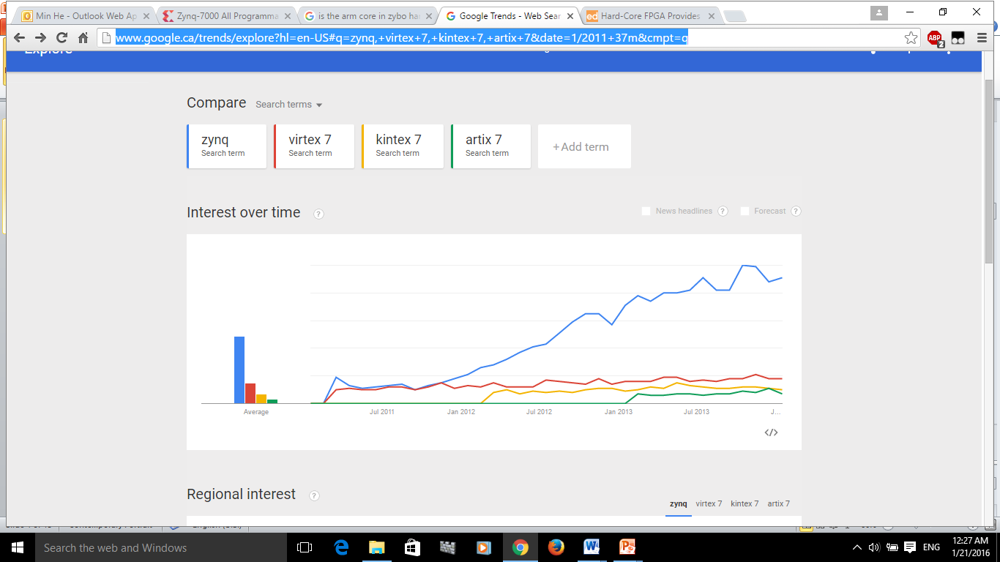 Min He - Outlook Web Ap
Zynq-7000 All Programma
is the arm core in zybo ha
Google Trends - Web Sear
Hard-Core FPGA Provides
www.google.ca/trends/explore?hl=en-US#q=zynq,+virtex+7,+kintex+7,+artix+7&date=1/2011+37m&cmpt=q
ABP 2
Explore
Compare Search terms
zynq
Search term
virtex 7
Search term
kintex 7
Search term
artix 7
Search term
+Add term
Interest over time ?
News headlines ? Forecast ?
Average Jul 2011 Jan 2012 Jul 2012 Jan 2013 Jul 2013 J...
</>
Regional interest ?
zynq virtex 7 kintex 7 artix 7
Search the web and Windows
ENG
12:27 AM
1/21/2016